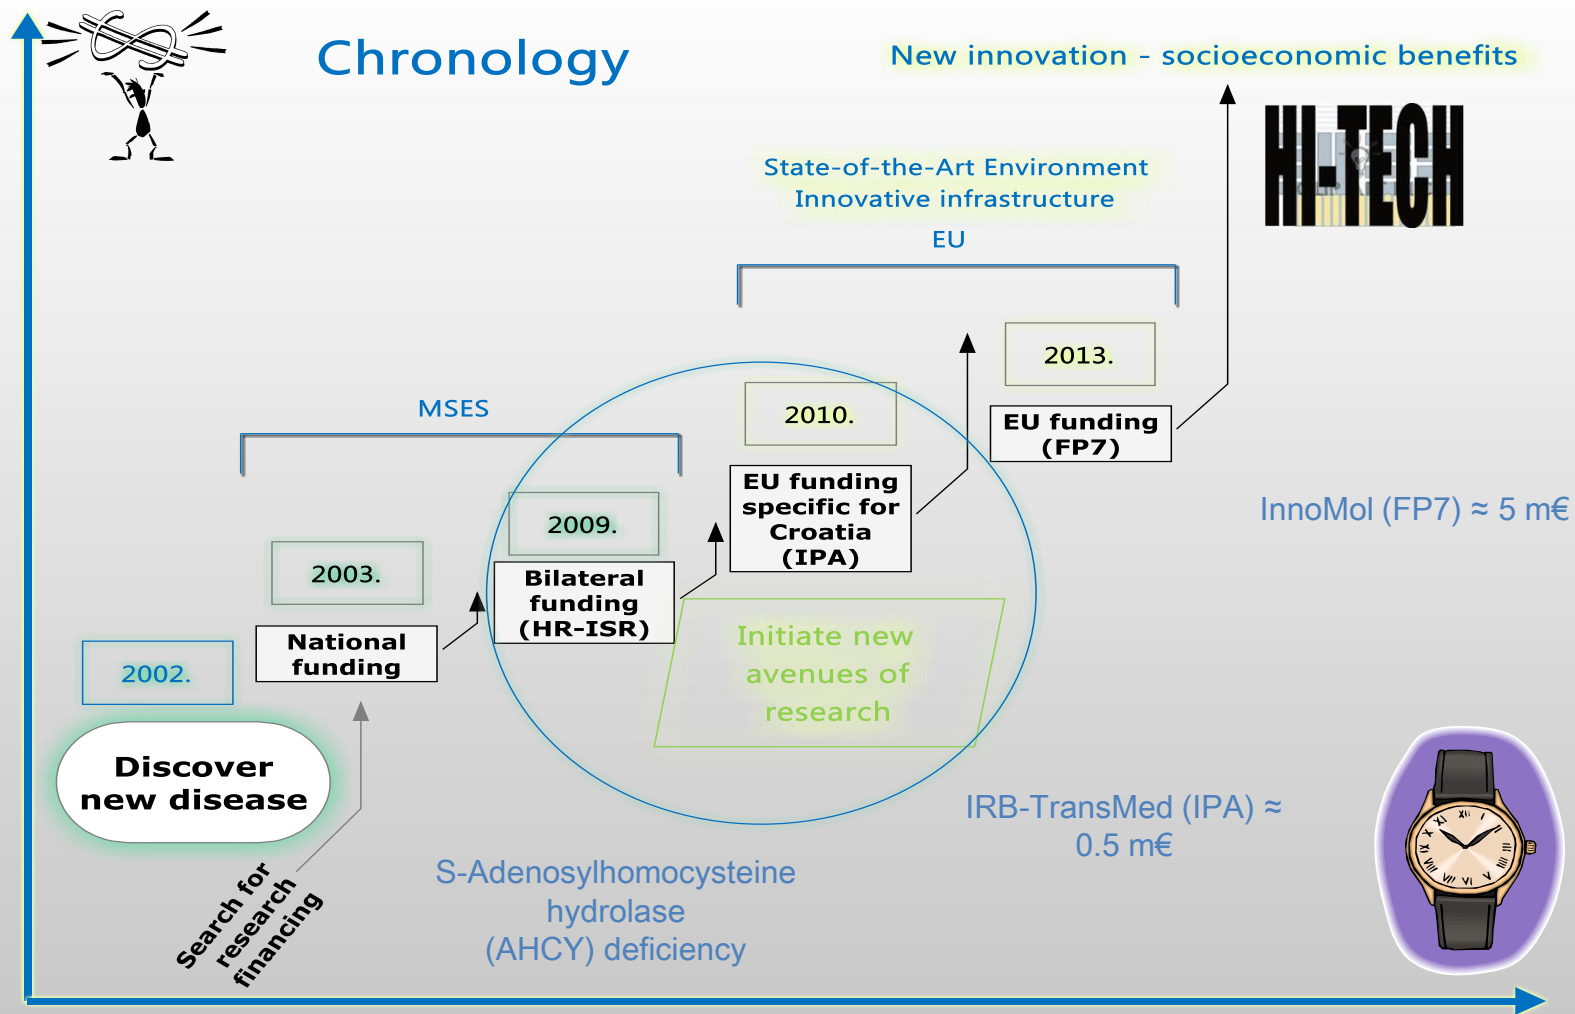 Chronology
New innovation - socioeconomic benefits
HI-TECH
State-of-the-Art Environment
Innovative infrastructure
EU
2013.
EU funding
(FP7)
MSES
2010.
EU funding
specific for
Croatia
(IPA)
InnoMol (FP7) ≈ 5 m€
2009.
Bilateral
funding
(HR-ISR)
2003.
National
funding
Initiate new
avenues of
research
2002.
Discover
new disease
Search for
research
financing
S-Adenosylhomocysteine
hydrolase
(AHCY) deficiency
IRB-TransMed (IPA) ≈
0.5 m€